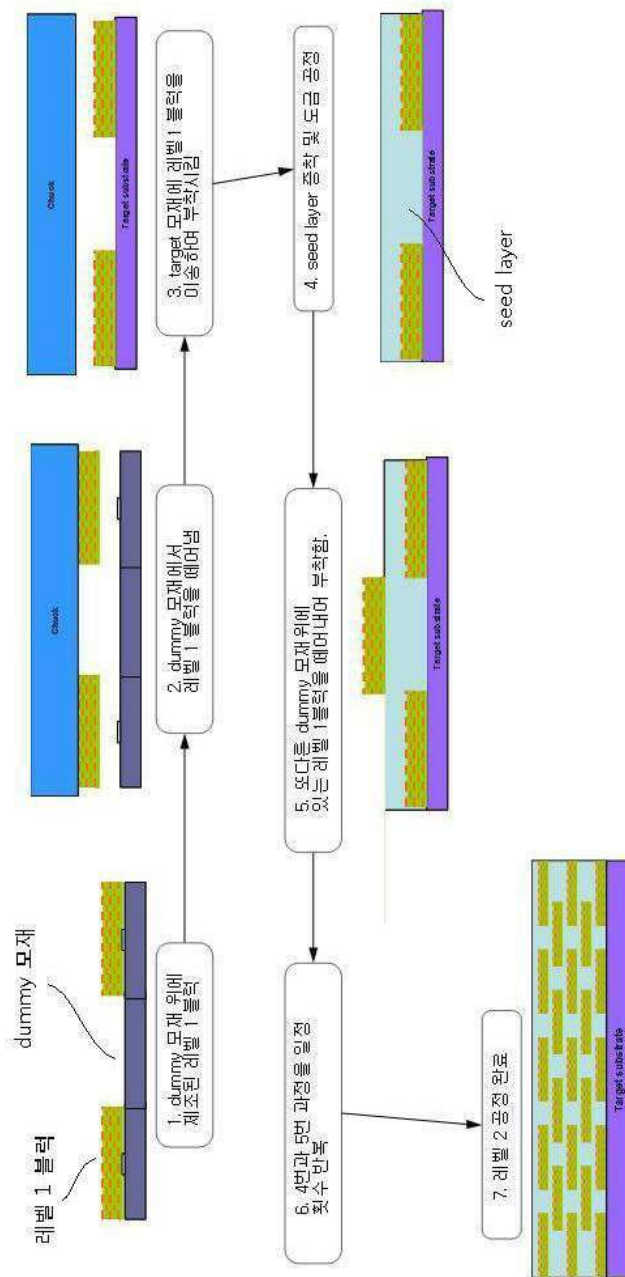 레벨 1 블럭
dummy 모재
1. dummy 모재 위에
제조된 레벨 1 블럭
Chuck
2. dummy 모재에서
레벨 1 블럭을 떼어냄
Chuck
Target substrate
3. target 모재에 레벨1 블럭을
이송하여 부착시킴
4. seed layer 증착 및 도금 공정
Target substrate
seed layer
5. 또다른 dummy 모재위에
있는 레벨 1블럭을 떼어내어 부착함.
Target substrate
6. 4번과 5번 과정을 일정
횟수 반복
7. 레벨 2 공정 완료
Target substrate